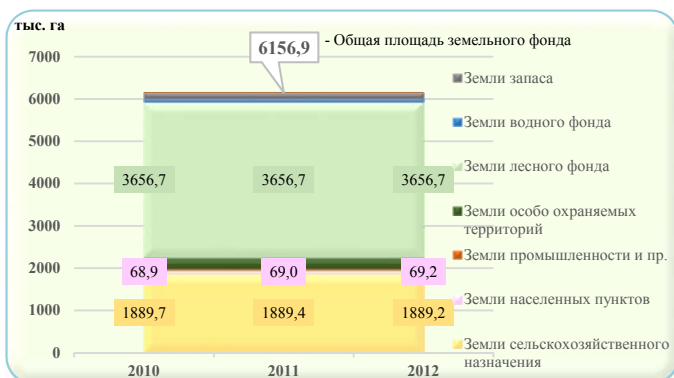 тыс. га
6156,9 - Общая площадь земельного фонда
7000
6000
5000
4000
3000
2000
1000
0
3656,7 3656,7 3656,7
68,9 69,0 69,2
1889,7 1889,4 1889,2
2010 2011 2012
Земли запаса
Земли водного фонда
Земли лесного фонда
Земли особо охраняемых
территорий
Земли промышленности и пр.
Земли населенных пунктов
Земли сельскохозяйственного
назначения